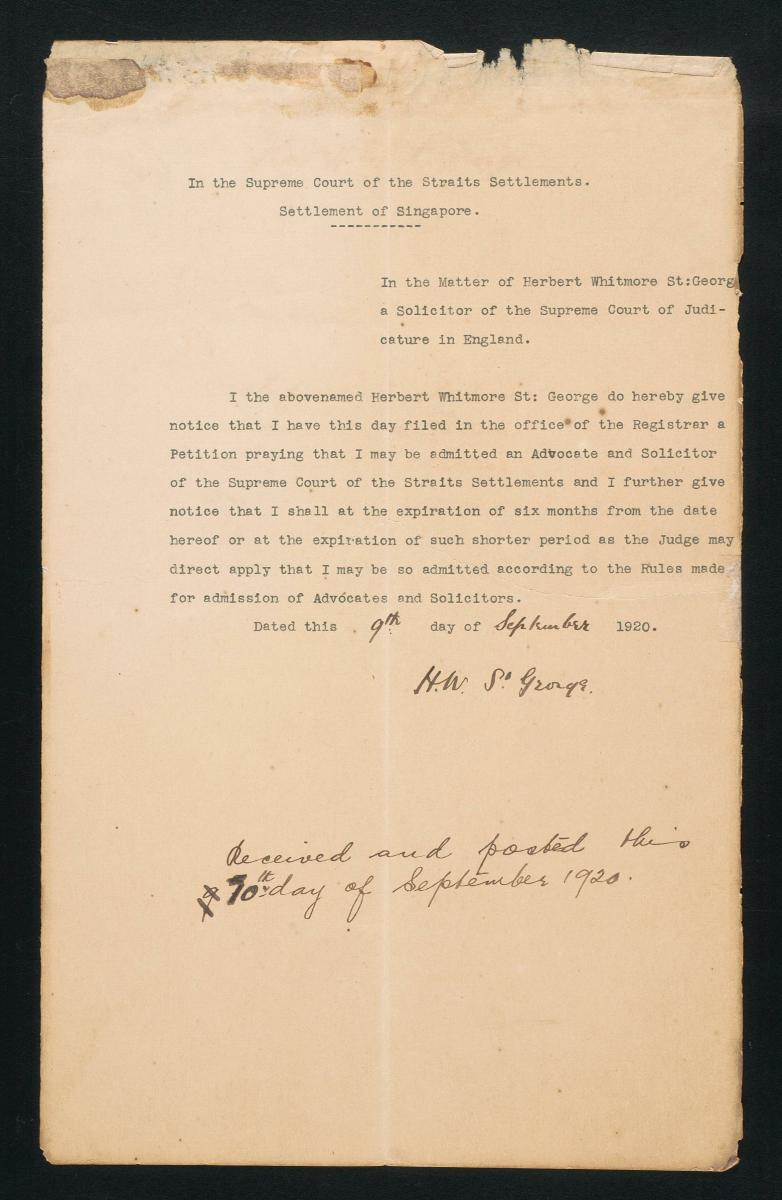 In the Supreme Court of the Straits Settlements.
Settlement of Singapore.
-----------
In the Matter of Herbert Whitmore St:Georg
a Solicitor of the Supreme Court of Judi-
cature in England.
I the abovenamed Herbert Whitmore St: George do hereby give
notice that I have this day filed in the office of the Registrar a
Petition praying that I may be admitted an Advocate and Solicitor
of the Supreme Court of the Straits Settlements and I further give
notice that I shall at the expiration of six months from the date
hereof or at the expiration of such shorter period as the Judge may
direct apply that I may be so admitted according to the Rules made
for admission of Advocates and Solicitors.
Dated this 9th day of September 1920.
H.W. St George.
Received and posted this
10th day of September 1920.